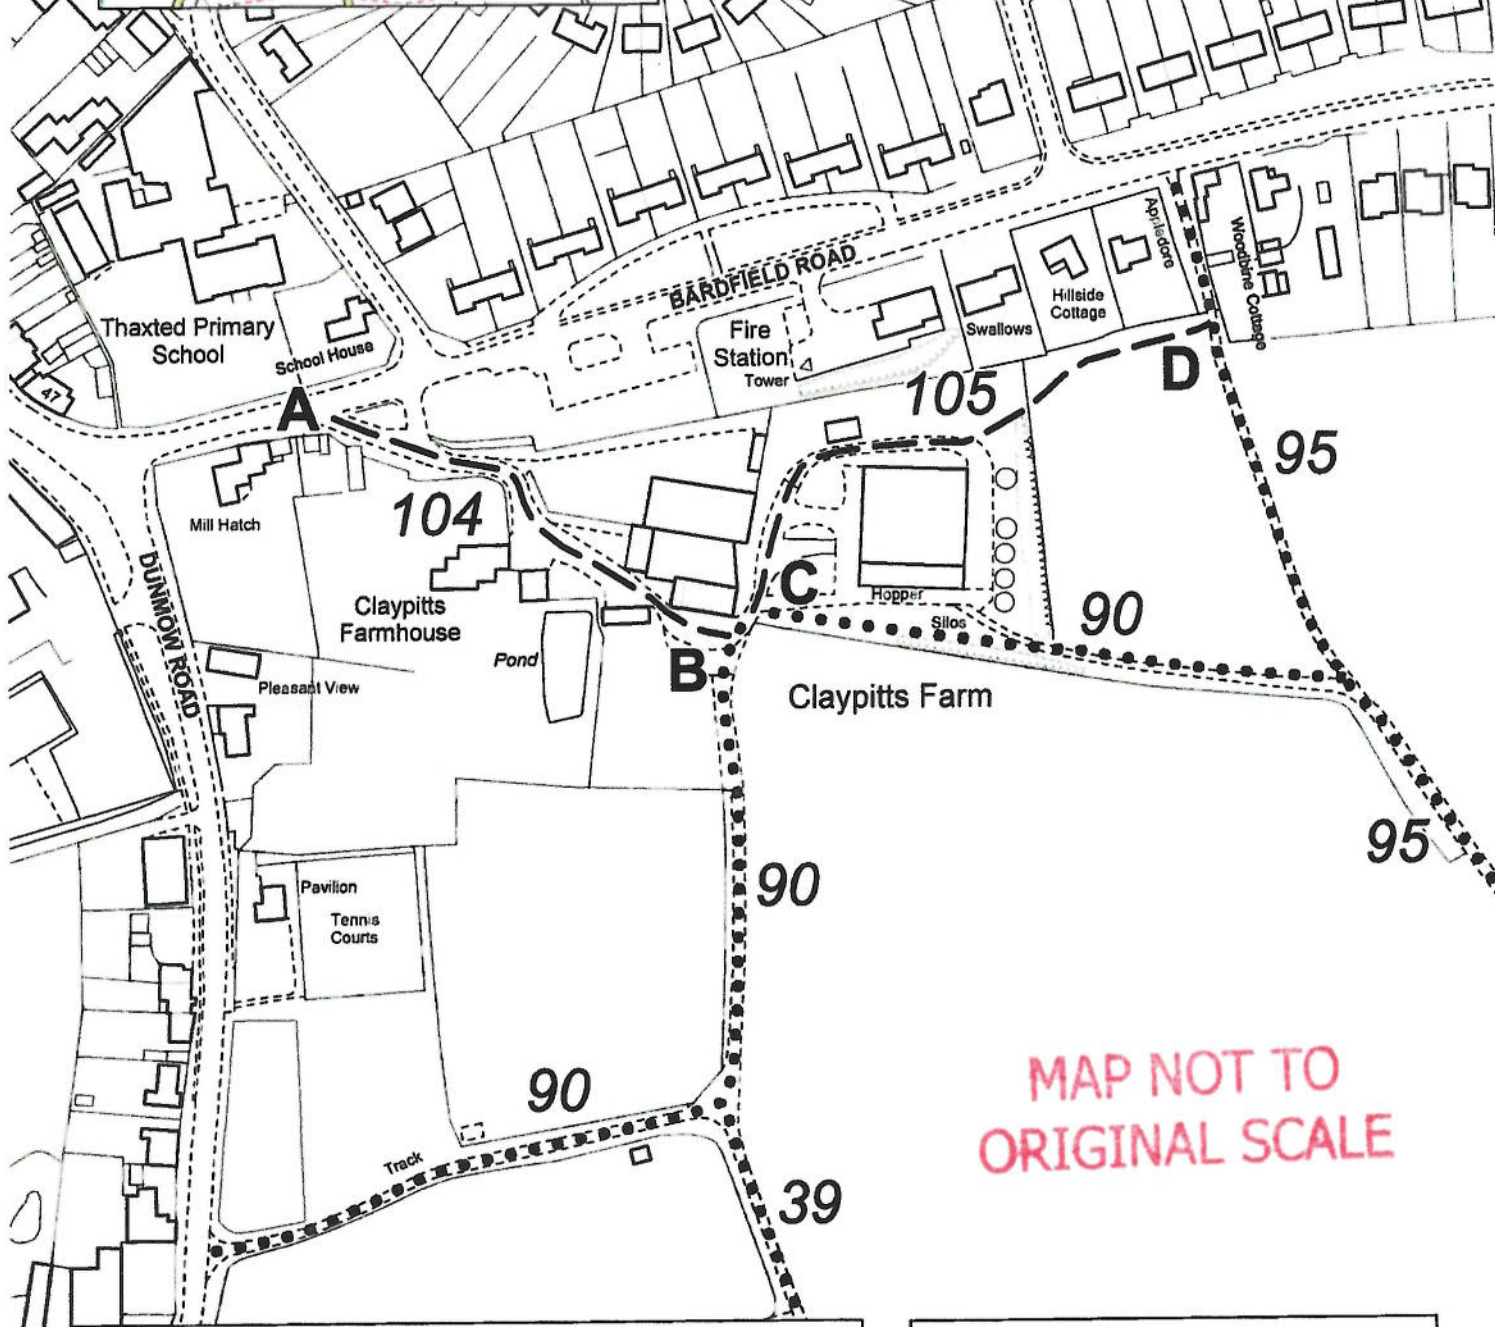 BARDFIELD ROAD
Appledore
Woodbine Cottage
Hillside
Cottage
Swallows
Fire
Station
Tower
Thaxted Primary
School
School House
47
A
D
105
95
104
Mill Hatch
DUNMOW ROAD
C
Hopper
Silos
90
Claypitts
Farmhouse
Pond
B
Pleasant View
Claypitts Farm
95
90
Pavilion
Tennis
Courts
90
Track
39
MAP NOT TO
ORIGINAL SCALE